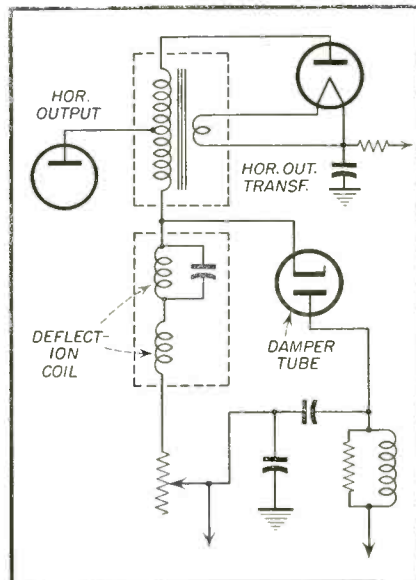 HOR.
OUTPUT
HOR. OUT.
TRANSF.
DEFLECT-
ION
COIL
DAMPER
TUBE